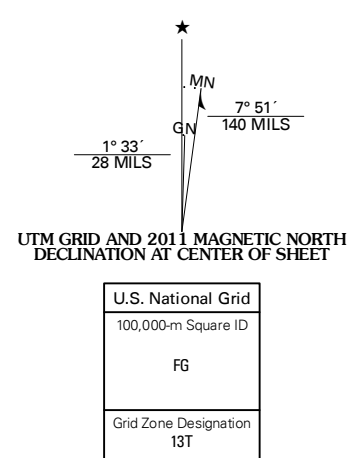 ★
MN
7° 51´
140 MILS
GN
1° 33´
28 MILS
UTM GRID AND 2011 MAGNETIC NORTH
DECLINATION AT CENTER OF SHEET
U.S. National Grid
100,000-m Square ID
FG
Grid Zone Designation
13T